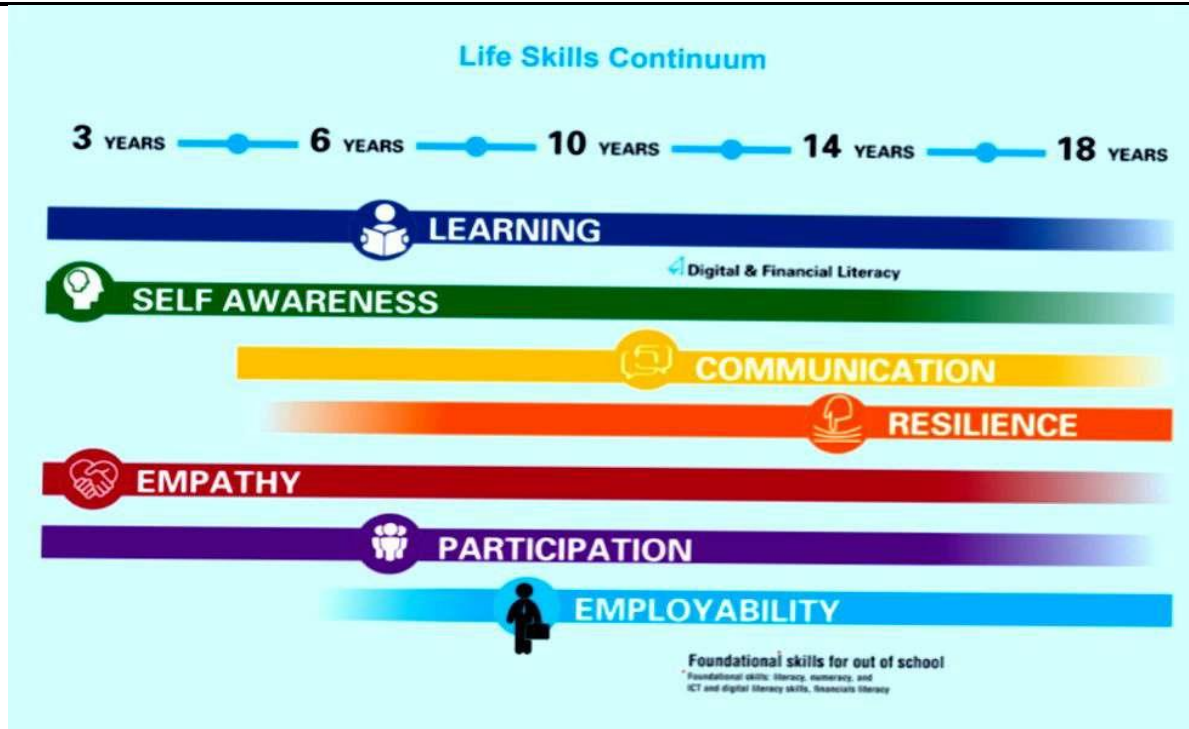 Life Skills Continuum
3 YEARS 6 YEARS 10 YEARS 14 YEARS 18 YEARS
LEARNING
Digital & Financial Literacy
SELF AWARENESS
COMMUNICATION
RESILIENCE
EMPATHY
PARTICIPATION
EMPLOYABILITY
Foundational skills for out of school
Foundational skills: literacy, numeracy, and
ICT and digital literacy skills, financials literacy